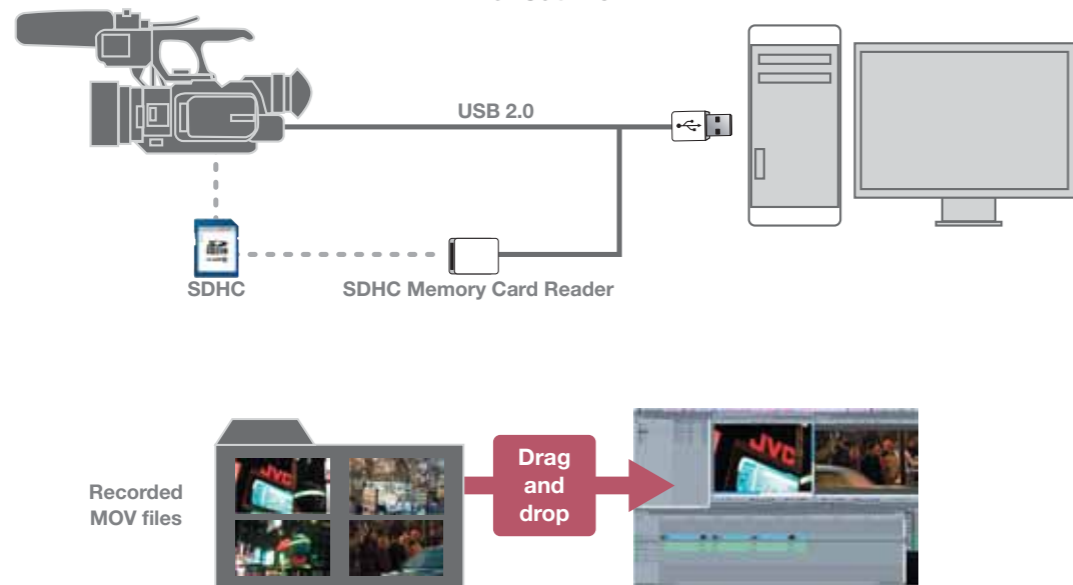 USB 2.0
SDHC
SDHC Memory Card Reader
Recorded
MOV files
Drag
and
drop
JVC
JVC